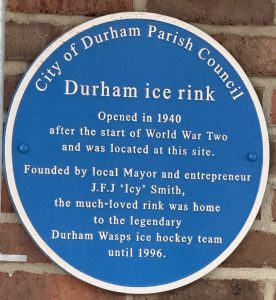 City of Durham Parish Council
Durham ice rink
Opened in 1940
after the start of World War Two
and was located at this site.
Founded by local Mayor and entrepreneur
J.F.J 'Icy' Smith,
the much-loved rink was home
to the legendary
Durham Wasps ice hockey team
until 1996.